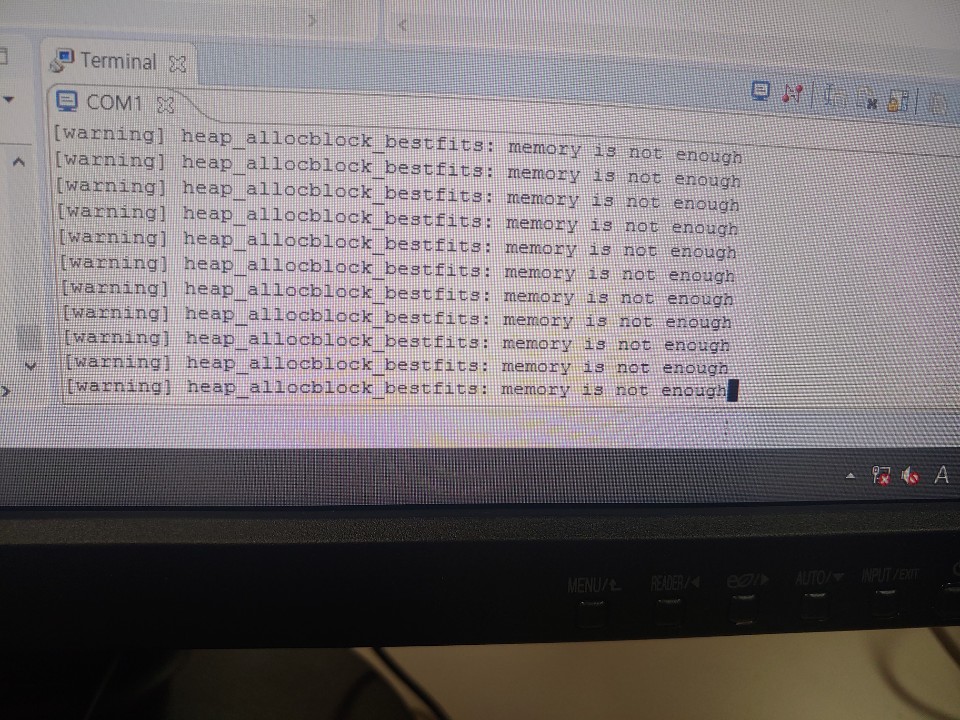 Terminal
COM1
[warning] heap_allocblock_bestfits: memory is not enough
[warning] heap_allocblock_bestfits: memory is not enough
[warning] heap_allocblock_bestfits: memory is not enough
[warning] heap_allocblock_bestfits: memory is not enough
[warning] heap_allocblock_bestfits: memory is not enough
[warning] heap_allocblock_bestfits: memory is not enough
[warning] heap_allocblock_bestfits: memory is not enough
[warning] heap_allocblock_bestfits: memory is not enough
[warning] heap_allocblock_bestfits: memory is not enough
[warning] heap_allocblock_bestfits: memory is not enough
[warning] heap_allocblock_bestfits: memory is not enough
A
MENU/ READER/ eco/ AUTO/ INPUT/EXIT